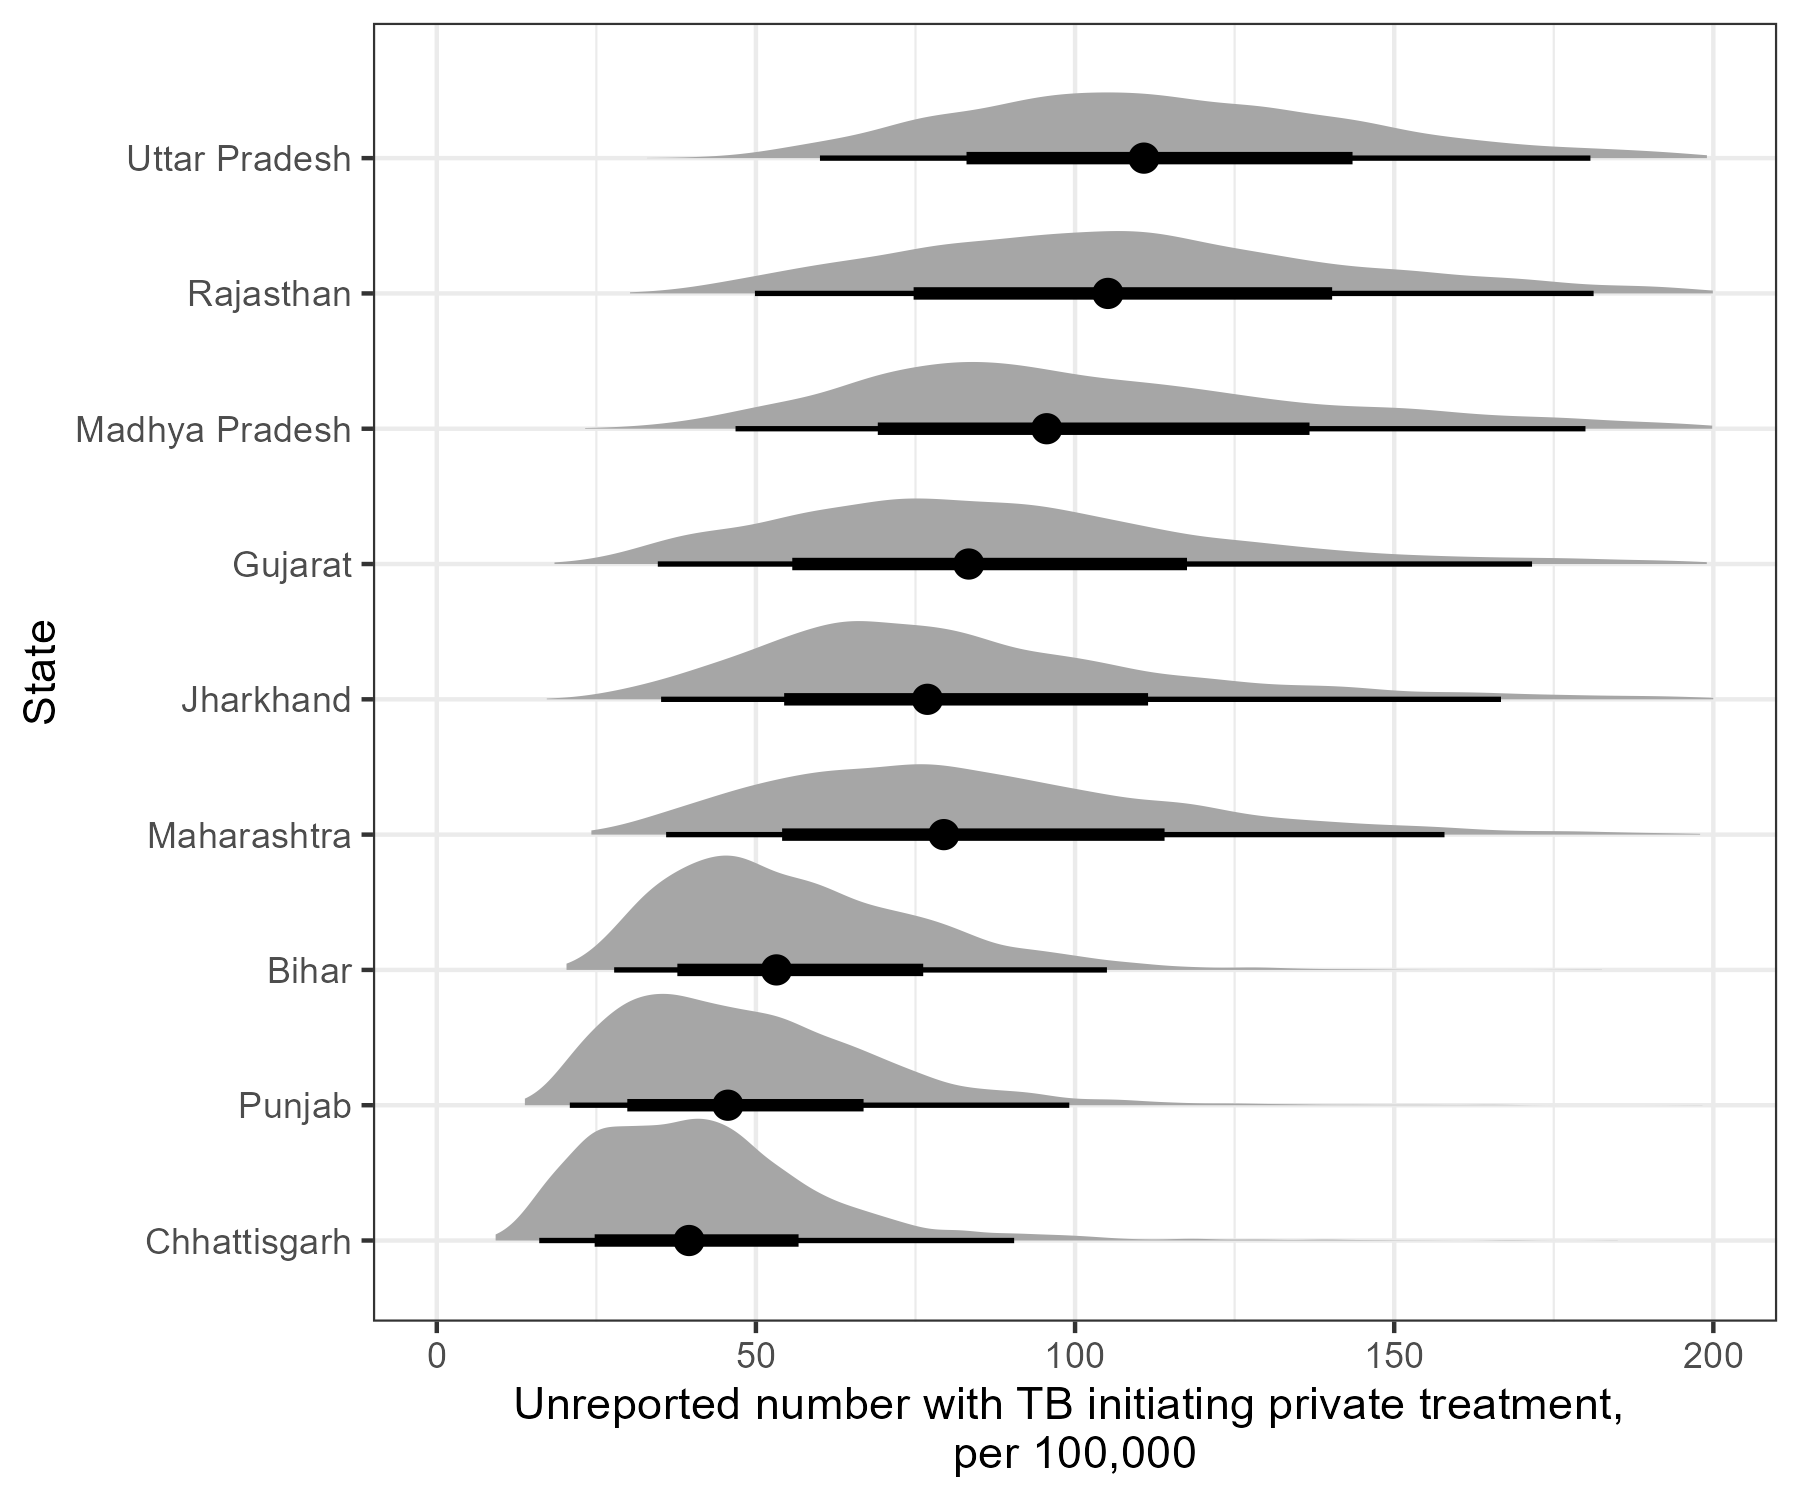 State
Uttar Pradesh
Rajasthan
Madhya Pradesh
Gujarat
Jharkhand
Maharashtra
Bihar
Punjab
Chhattisgarh
0 50 100 150 200
Unreported number with TB initiating private treatment,
per 100,000